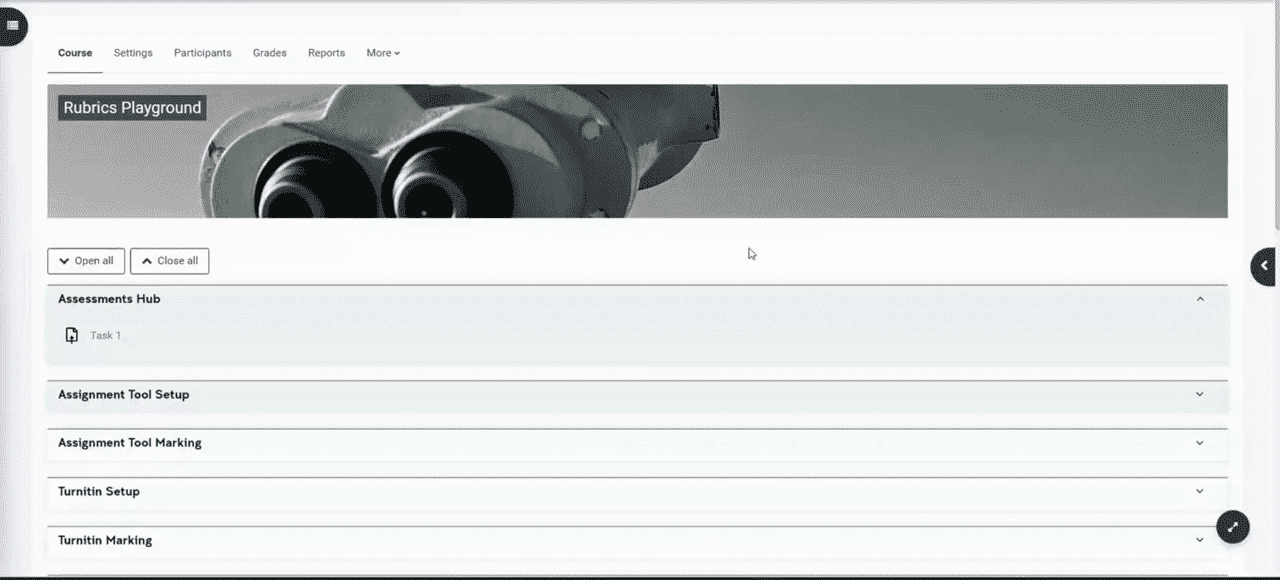 Course Settings Participants Grades Reports More
Rubrics Playground
Open all Close all
Assessments Hub
Task 1
Assignment Tool Setup
Assignment Tool Marking
Turnitin Setup
Turnitin Marking